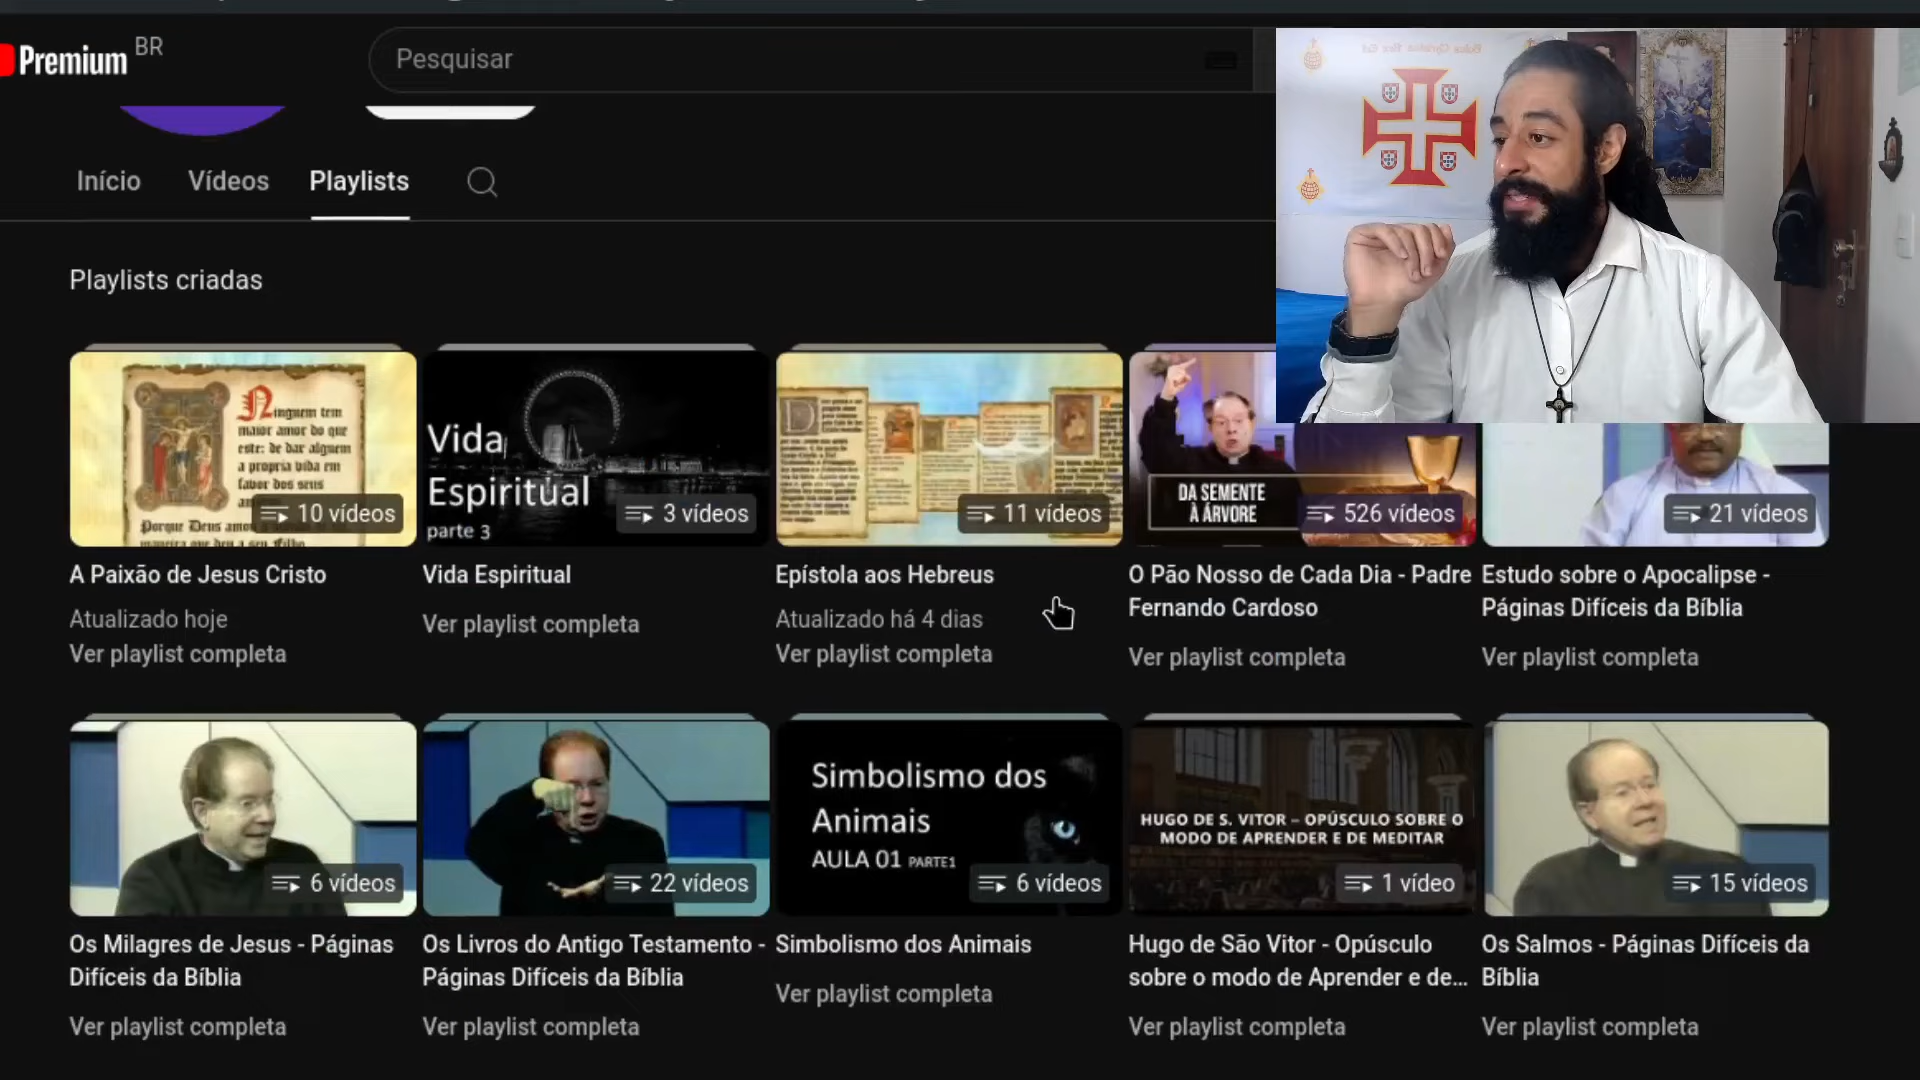 Premium BR
Pesquisar
Início
Vídeos
Playlists
Playlists criadas
Ninguem tem
maior amor do que
este: de dar alguem
a propria vida em
favor dos seus
Porque Deus amou
maneira que deu a seu filho
10 vídeos
Vida
Espiritual
parte 3
3 vídeos
11 vídeos
DA SEMENTE
À ÁRVORE
526 vídeos
21 vídeos
A Paixão de Jesus Cristo
Atualizado hoje
Ver playlist completa
Vida Espiritual
Ver playlist completa
Epístola aos Hebreus
Atualizado há 4 dias
Ver playlist completa
O Pão Nosso de Cada Dia - Padre
Fernando Cardoso
Ver playlist completa
Estudo sobre o Apocalipse -
Páginas Difíceis da Bíblia
Ver playlist completa
6 vídeos
22 vídeos
Simbolismo dos
Animais
AULA 01 PARTE1
6 vídeos
HUGO DE S. VITOR – OPÚSCULO SOBRE O
MODO DE APRENDER E DE MEDITAR
1 vídeo
15 vídeos
Os Milagres de Jesus - Páginas
Difíceis da Bíblia
Ver playlist completa
Os Livros do Antigo Testamento -
Páginas Difíceis da Bíblia
Ver playlist completa
Simbolismo dos Animais
Ver playlist completa
Hugo de São Vitor - Opúsculo
sobre o modo de Aprender e de...
Ver playlist completa
Os Salmos - Páginas Difíceis da
Bíblia
Ver playlist completa